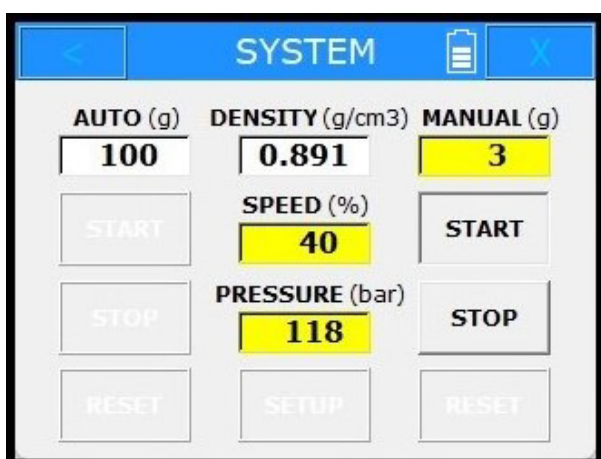 < SYSTEM X
AUTO (g) DENSITY (g/cm3) MANUAL (g)
100 0.891 3
SPEED (%)
START 40 START
PRESSURE (bar)
STOP 118 STOP
RESET SETUP RESET